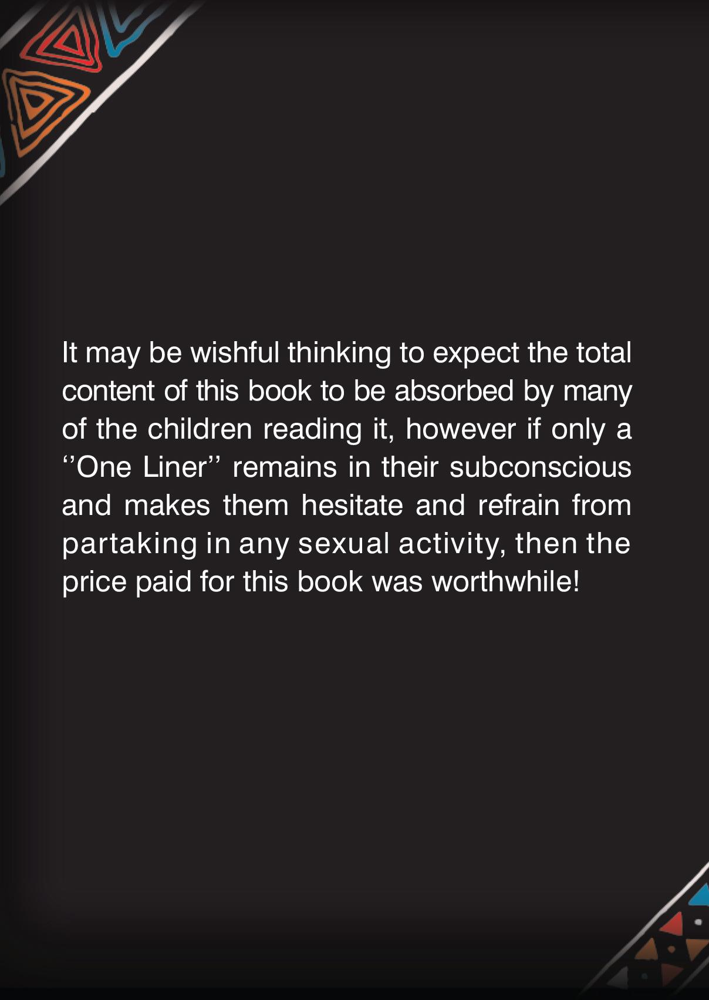 It may be wishful thinking to expect the total
content of this book to be absorbed by many
of the children reading it, however if only a
‘’One Liner’’ remains in their subconscious
and makes them hesitate and refrain from
partaking in any sexual activity, then the
price paid for this book was worthwhile!